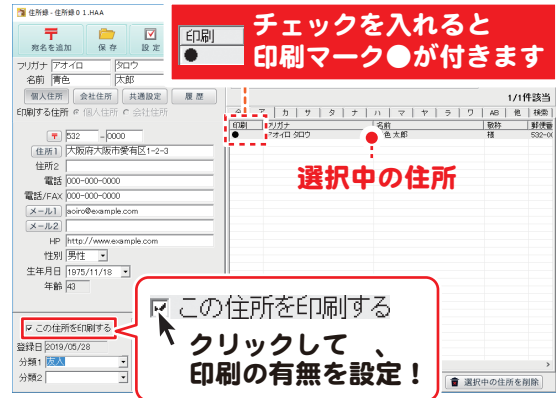 住所録 - 住所録０１.HAA
宛名を追加 保存 設定
印刷
●
チェックを入れると
印刷マーク●が付きます
フリガナ アオイロ タロウ
名前 青色 太郎
個人住所 会社住所 共通設定 履歴
印刷する住所 個人住所 会社住所
1/1件該当
ア カ サ タ ナ ハ マ ヤ ラ ワ AB 他 検索
印刷 フリガナ 名前 敬称 郵便番
● アオイロ タロウ 色 太郎 様 532-00
選択中の住所
〒 532 - 0000
住所1 大阪府大阪市愛有区1-2-3
住所2
電話 000-000-0000
電話/FAX 000-000-0000
メール1 aoiro@example.com
メール2
HP http://www.example.com
性別 男性
生年月日 1975/11/18
年齢 43
この住所を印刷する
登録日 2019/05/28
分類1 友人
分類2
この住所を印刷する
クリックして、
印刷の有無を設定！
選択中の住所を削除